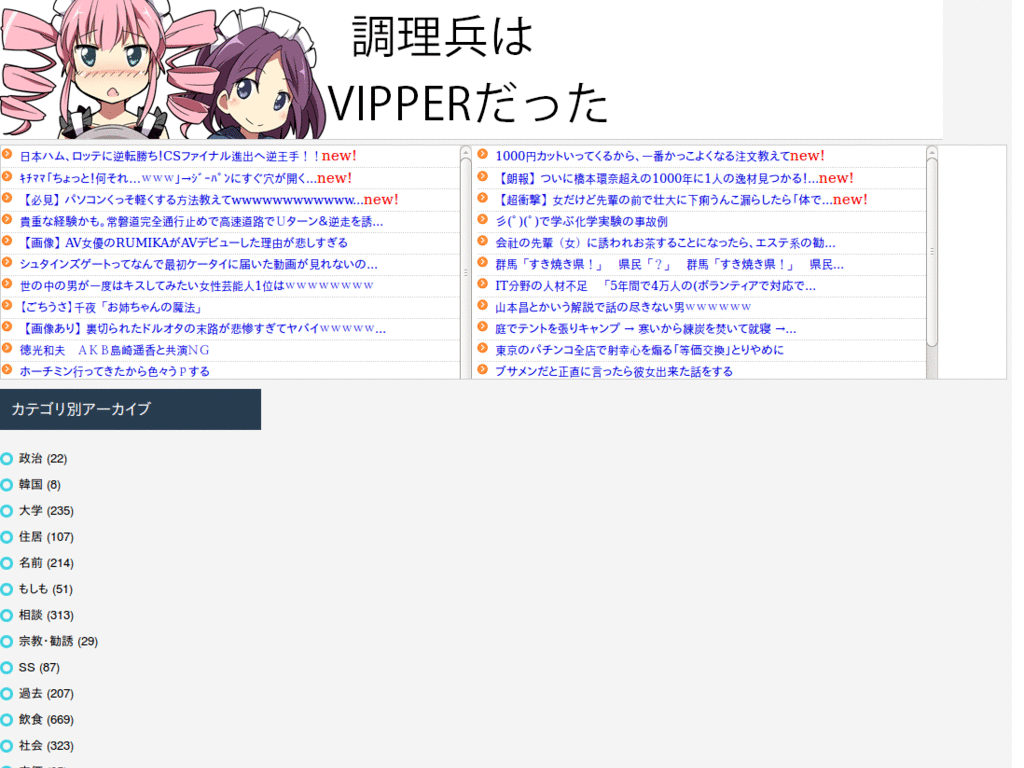 調理兵は
VIPPERだった
日本ハム、ロッテに逆転勝ち!CSファイナル進出へ逆王手！！new!
ｷﾁﾏﾏ「ちょっと!何それ…ｗｗｗ」→ｼﾞｰﾊﾟﾝにすぐ穴が開く...new!
【必見】パソコンくっそ軽くする方法教えてwwwwwwwwwwww...new!
貴重な経験かも。常磐道完全通行止めで高速道路でＵターン&逆走を誘...
【画像】AV女優のRUMIKAがAVデビューした理由が悲しすぎる
シュタインズゲートってなんで最初ケータイに届いた動画が見れないの...
世の中の男が一度はキスしてみたい女性芸能人1位はｗｗｗｗｗｗｗｗ
【ごちうさ】千夜「お姉ちゃんの魔法」
【画像あり】裏切られたドルオタの末路が悲惨すぎてヤバイｗｗｗｗｗ...
徳光和夫　ＡＫＢ島崎遥香と共演ＮＧ
ホーチミン行ってきたから色々うｐする
1000円カットいってくるから、一番かっこよくなる注文教えてnew!
【朗報】ついに橋本環奈超えの1000年に1人の逸材見つかる!...new!
【超衝撃】女だけど先輩の前で壮大に下痢うんこ漏らしたら「体で...new!
彡(ﾟ)(ﾟ)で学ぶ化学実験の事故例
会社の先輩（女）に誘われお茶することになったら、エステ系の勧...
群馬「すき焼き県！」　県民「？」　群馬「すき焼き県！」　県民...
IT分野の人材不足　「5年間で4万人の(ボランティアで対応で...
山本昌とかいう解説で話の尽きない男ｗｗｗｗｗｗ
庭でテントを張りキャンプ → 寒いから練炭を焚いて就寝 →...
東京のパチンコ全店で射幸心を煽る「等価交換」とりやめに
ブサメンだと正直に言ったら彼女出来た話をする
カテゴリ別アーカイブ
政治 (22)
韓国 (8)
大学 (235)
住居 (107)
名前 (214)
もしも (51)
相談 (313)
宗教・勧誘 (29)
SS (87)
過去 (207)
飲食 (669)
社会 (323)